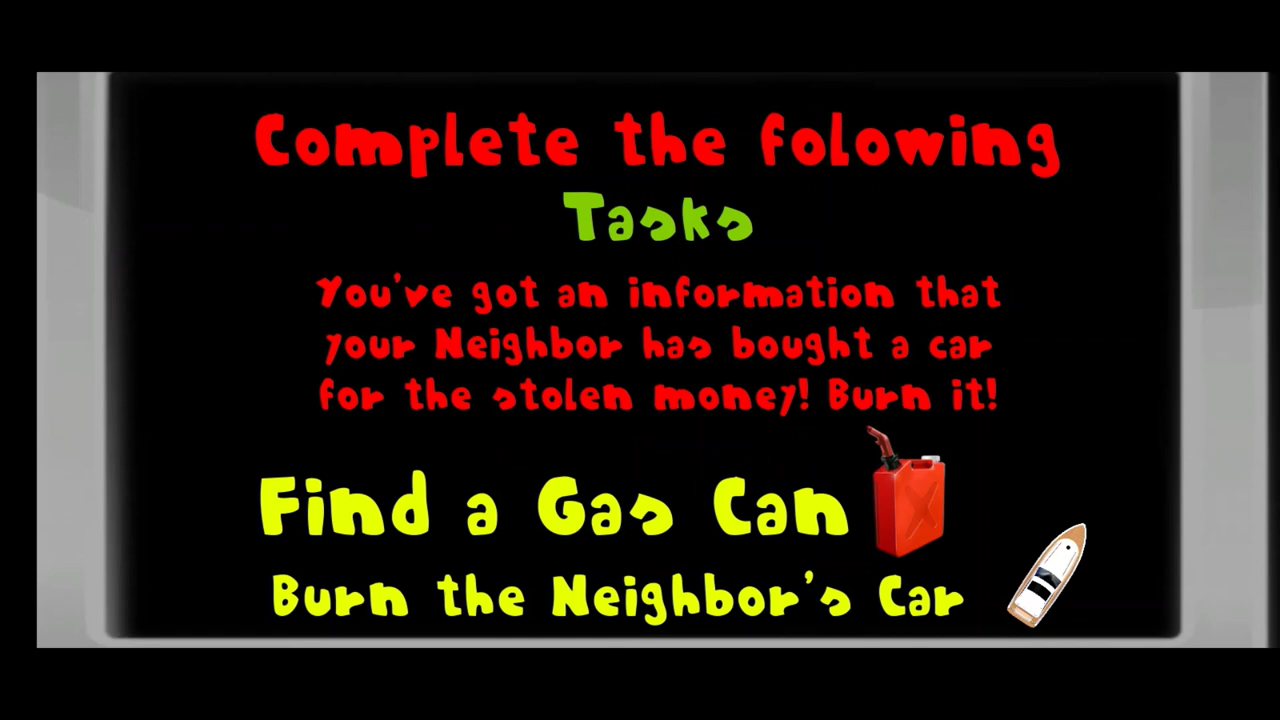 Complete the folowing
Tasks
You've got an information that
your Neighbor has bought a car
for the stolen money! Burn it!
Find a Gas Can
Burn the Neighbor's Car